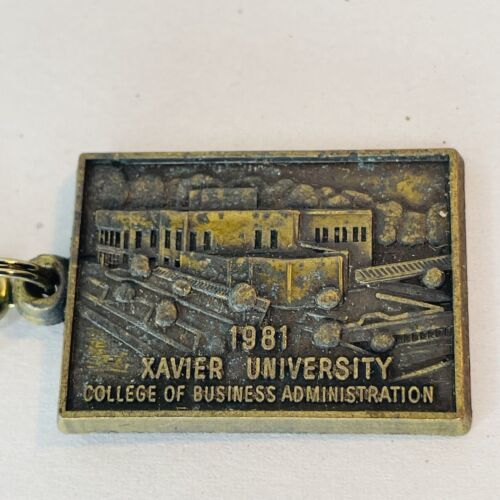 1981
XAVIER UNIVERSITY
COLLEGE OF BUSINESS ADMINISTRATION